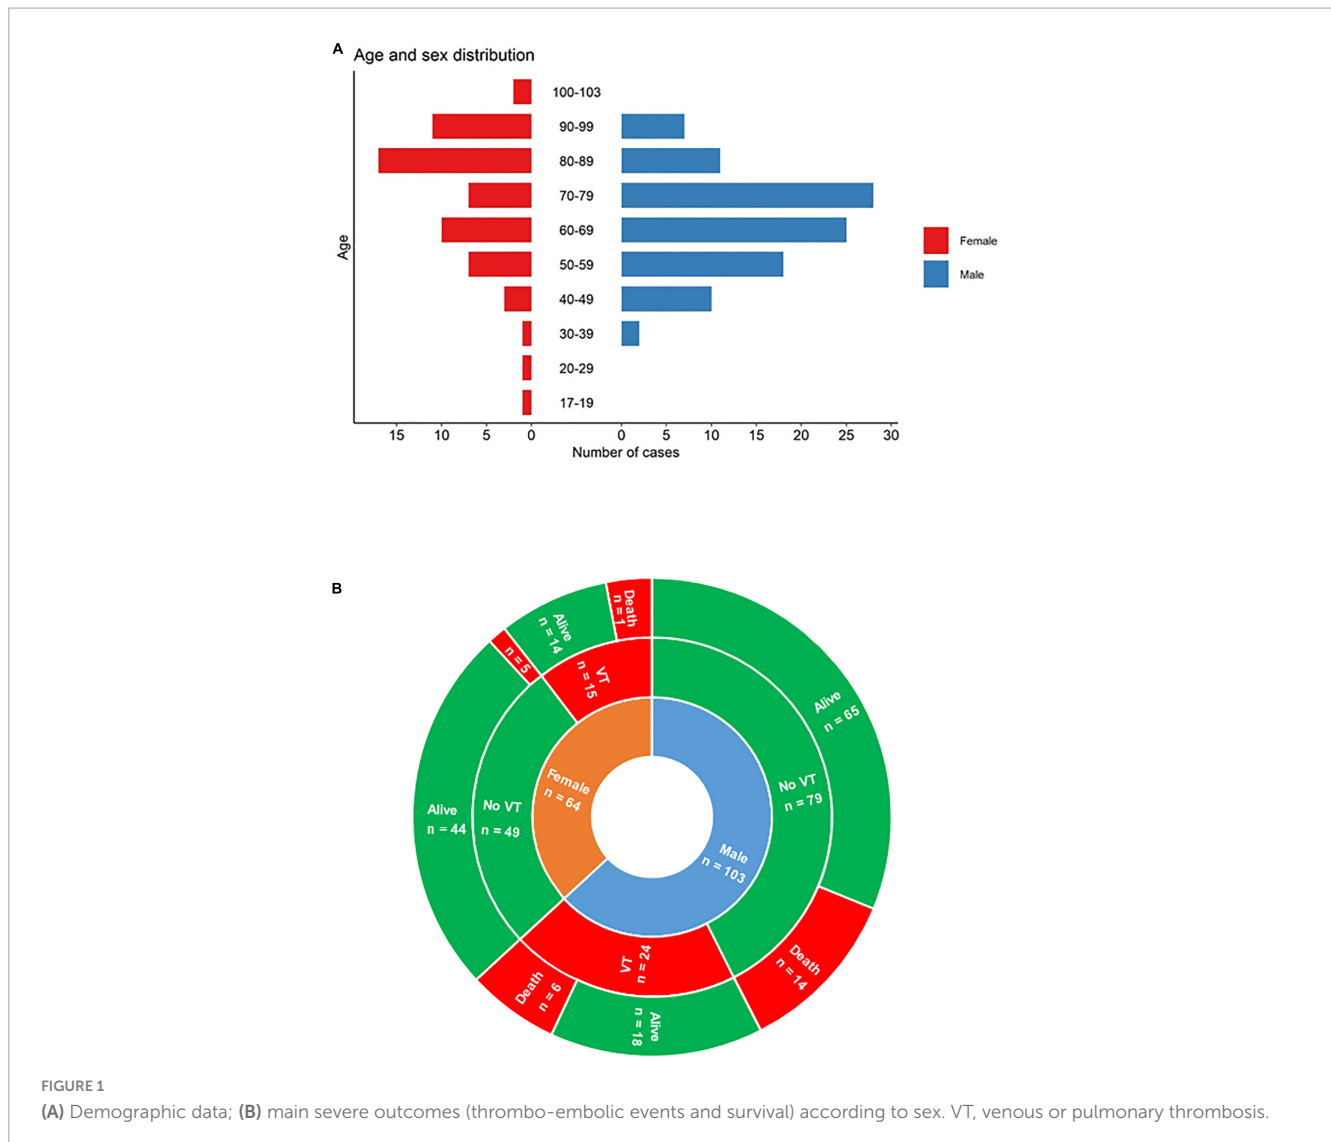 A
Age and sex distribution
100-103
90-99
80-89
70-79
60-69
50-59
40-49
30-39
20-29
17-19
Age
15 10 5 0 0 5 10 15 20 25 30
Number of cases
Female
Male
B
Death
n = 1
Alive
n = 14
n = 5
VT
n = 15
Alive
n = 65
Female
n = 64
No VT
n = 79
Alive
n = 44
No VT
n = 49
Male
n = 103
VT
n = 24
Death
n = 14
Death
n = 6
Alive
n = 18
FIGURE 1
(A) Demographic data; (B) main severe outcomes (thrombo-embolic events and survival) according to sex. VT, venous or pulmonary thrombosis.